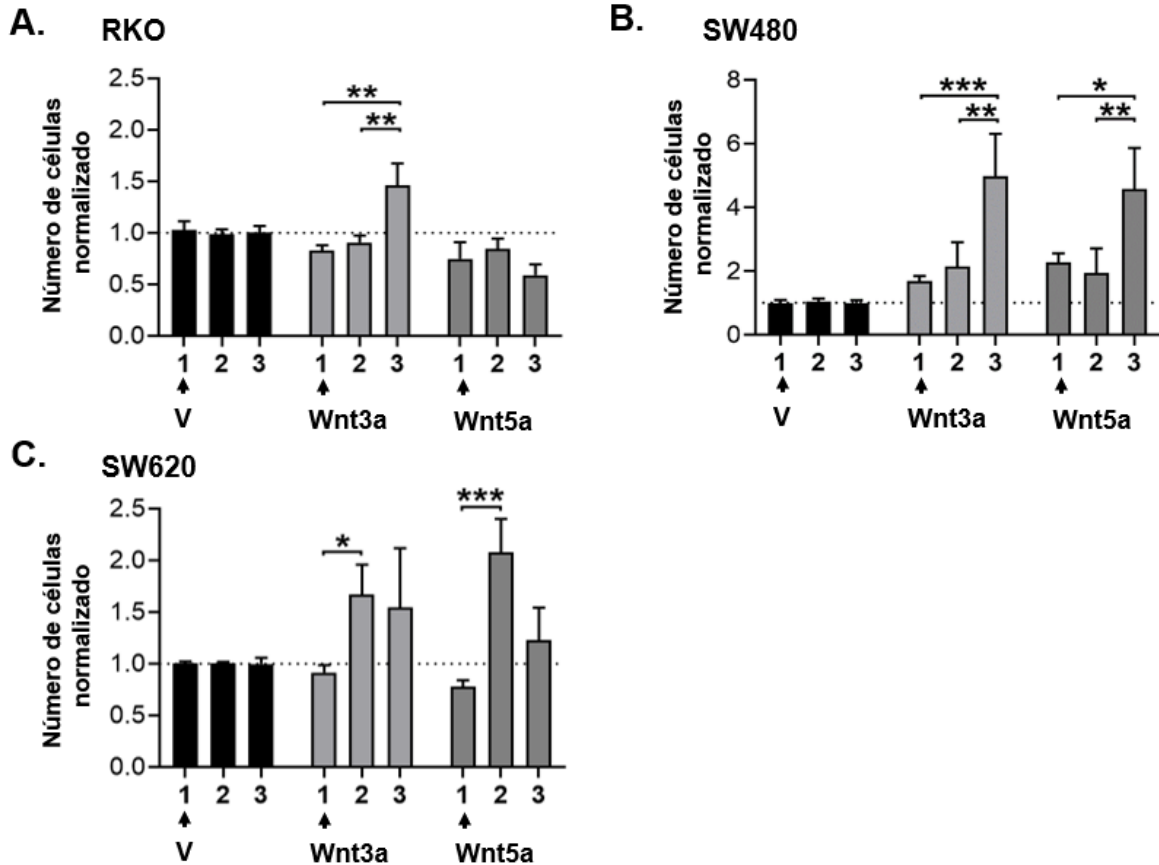 A. RKO
Número de células
normalizado
2.5
2.0
1.5
1.0
0.5
0.0
**
**
1 2 3 1 2 3 1 2 3
V Wnt3a Wnt5a
B. SW480
Número de células
normalizado
8
6
4
2
0
***
**
*
**
1 2 3 1 2 3 1 2 3
V Wnt3a Wnt5a
C. SW620
Número de células
normalizado
2.5
2.0
1.5
1.0
0.5
0.0
*
***
1 2 3 1 2 3 1 2 3
V Wnt3a Wnt5a